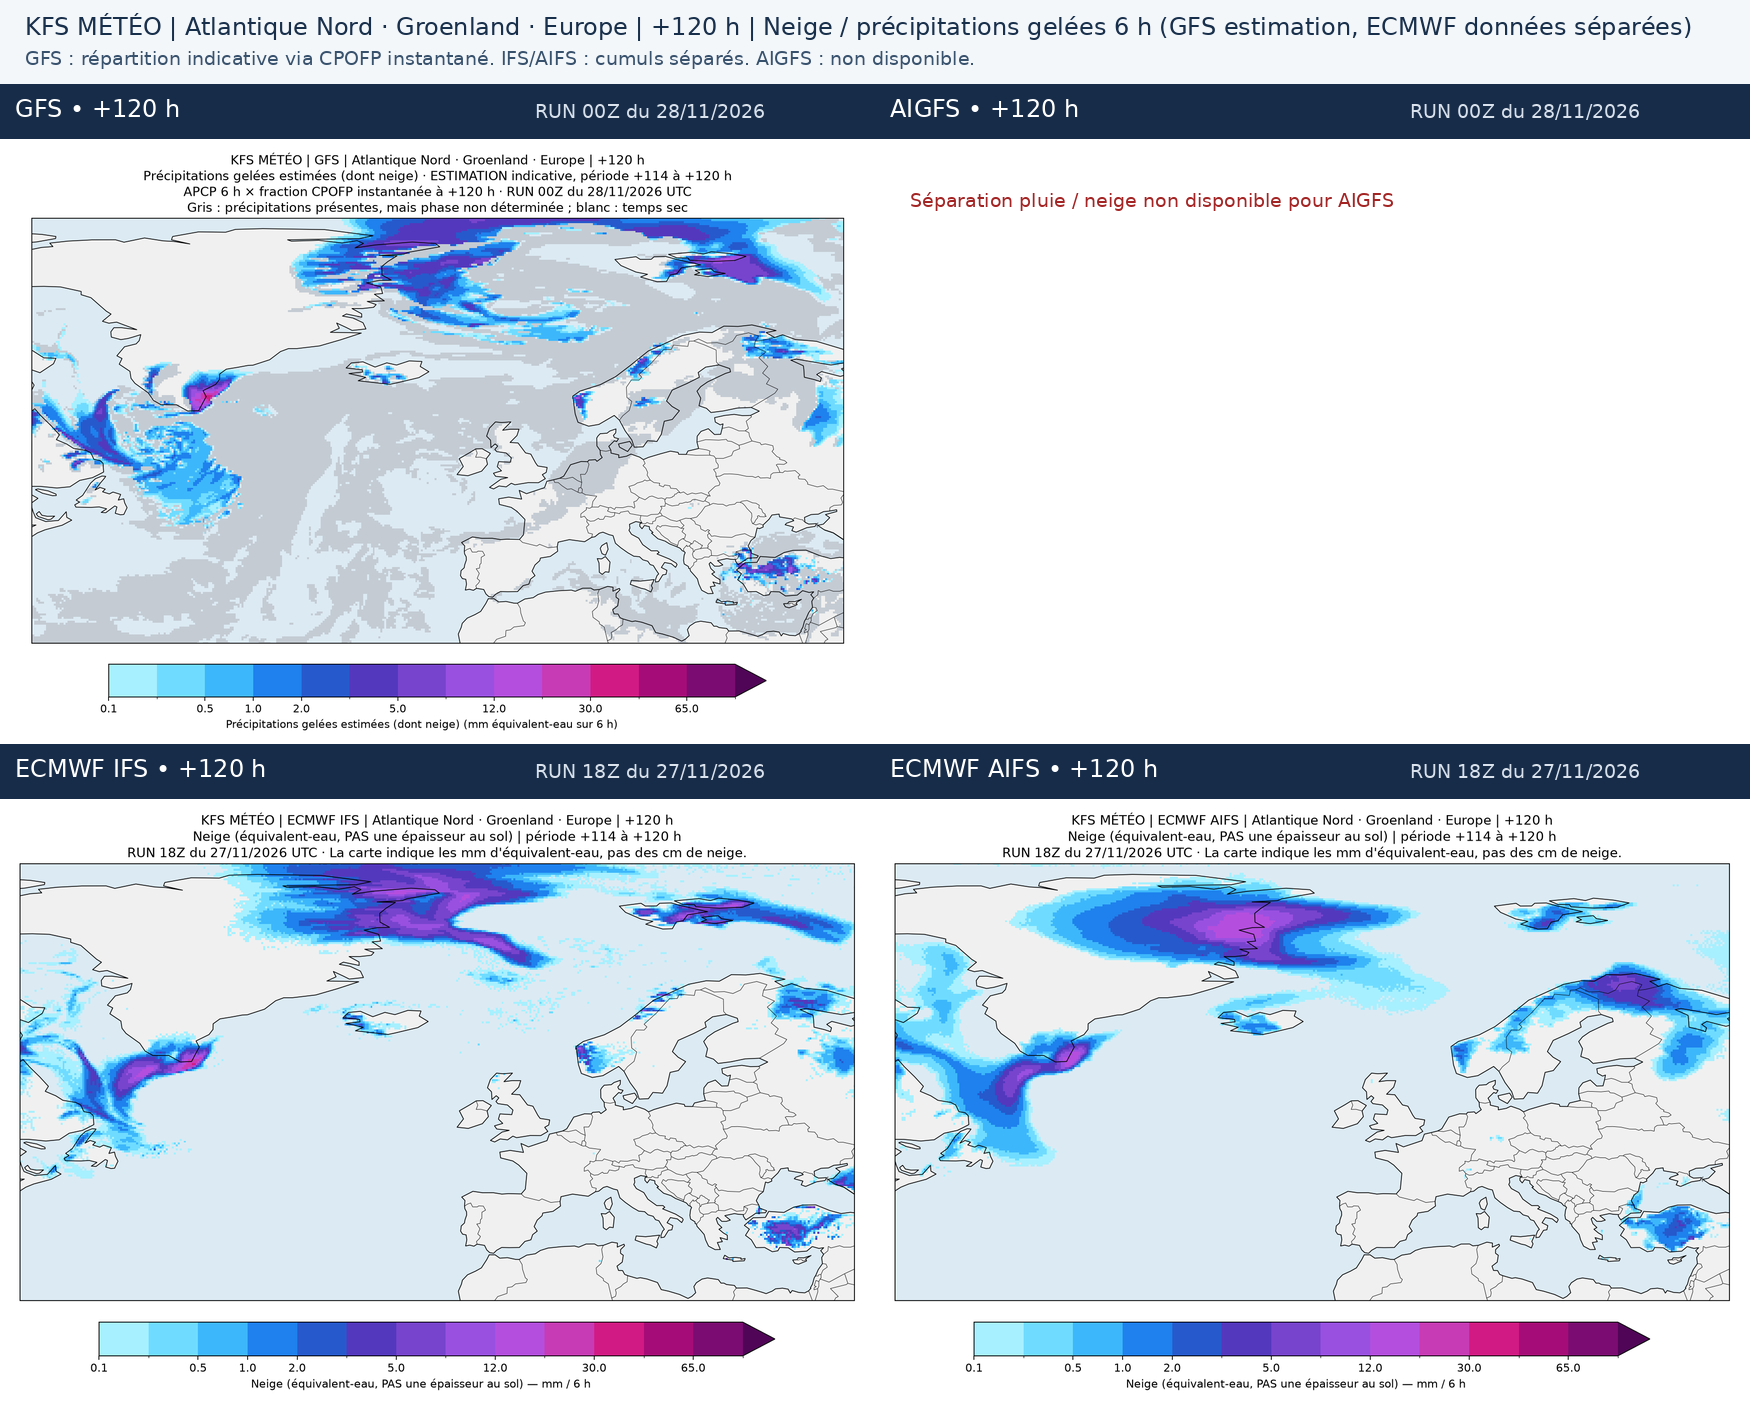 KFS MÉTÉO | Atlantique Nord · Groenland · Europe | +120 h | Neige / précipitations gelées 6 h (GFS estimation, ECMWF données séparées)
GFS : répartition indicative via CPOFP instantané. IFS/AIFS : cumuls séparés. AIGFS : non disponible.
GFS • +120 h
RUN 00Z du 28/11/2026
AIGFS • +120 h
RUN 00Z du 28/11/2026
KFS MÉTÉO | GFS | Atlantique Nord · Groenland · Europe | +120 h
Précipitations gelées estimées (dont neige) · ESTIMATION indicative, période +114 à +120 h
APCP 6 h × fraction CPOFP instantanée à +120 h · RUN 00Z du 28/11/2026 UTC
Gris : précipitations présentes, mais phase non déterminée ; blanc : temps sec
Séparation pluie / neige non disponible pour AIGFS
0.1 0.5 1.0 2.0 5.0 12.0 30.0 65.0
Précipitations gelées estimées (dont neige) (mm équivalent-eau sur 6 h)
ECMWF IFS • +120 h
RUN 18Z du 27/11/2026
ECMWF AIFS • +120 h
RUN 18Z du 27/11/2026
KFS MÉTÉO | ECMWF IFS | Atlantique Nord · Groenland · Europe | +120 h
Neige (équivalent-eau, PAS une épaisseur au sol) | période +114 à +120 h
RUN 18Z du 27/11/2026 UTC · La carte indique les mm d'équivalent-eau, pas des cm de neige.
KFS MÉTÉO | ECMWF AIFS | Atlantique Nord · Groenland · Europe | +120 h
Neige (équivalent-eau, PAS une épaisseur au sol) | période +114 à +120 h
RUN 18Z du 27/11/2026 UTC · La carte indique les mm d'équivalent-eau, pas des cm de neige.
0.1 0.5 1.0 2.0 5.0 12.0 30.0 65.0
Neige (équivalent-eau, PAS une épaisseur au sol) — mm / 6 h
0.1 0.5 1.0 2.0 5.0 12.0 30.0 65.0
Neige (équivalent-eau, PAS une épaisseur au sol) — mm / 6 h